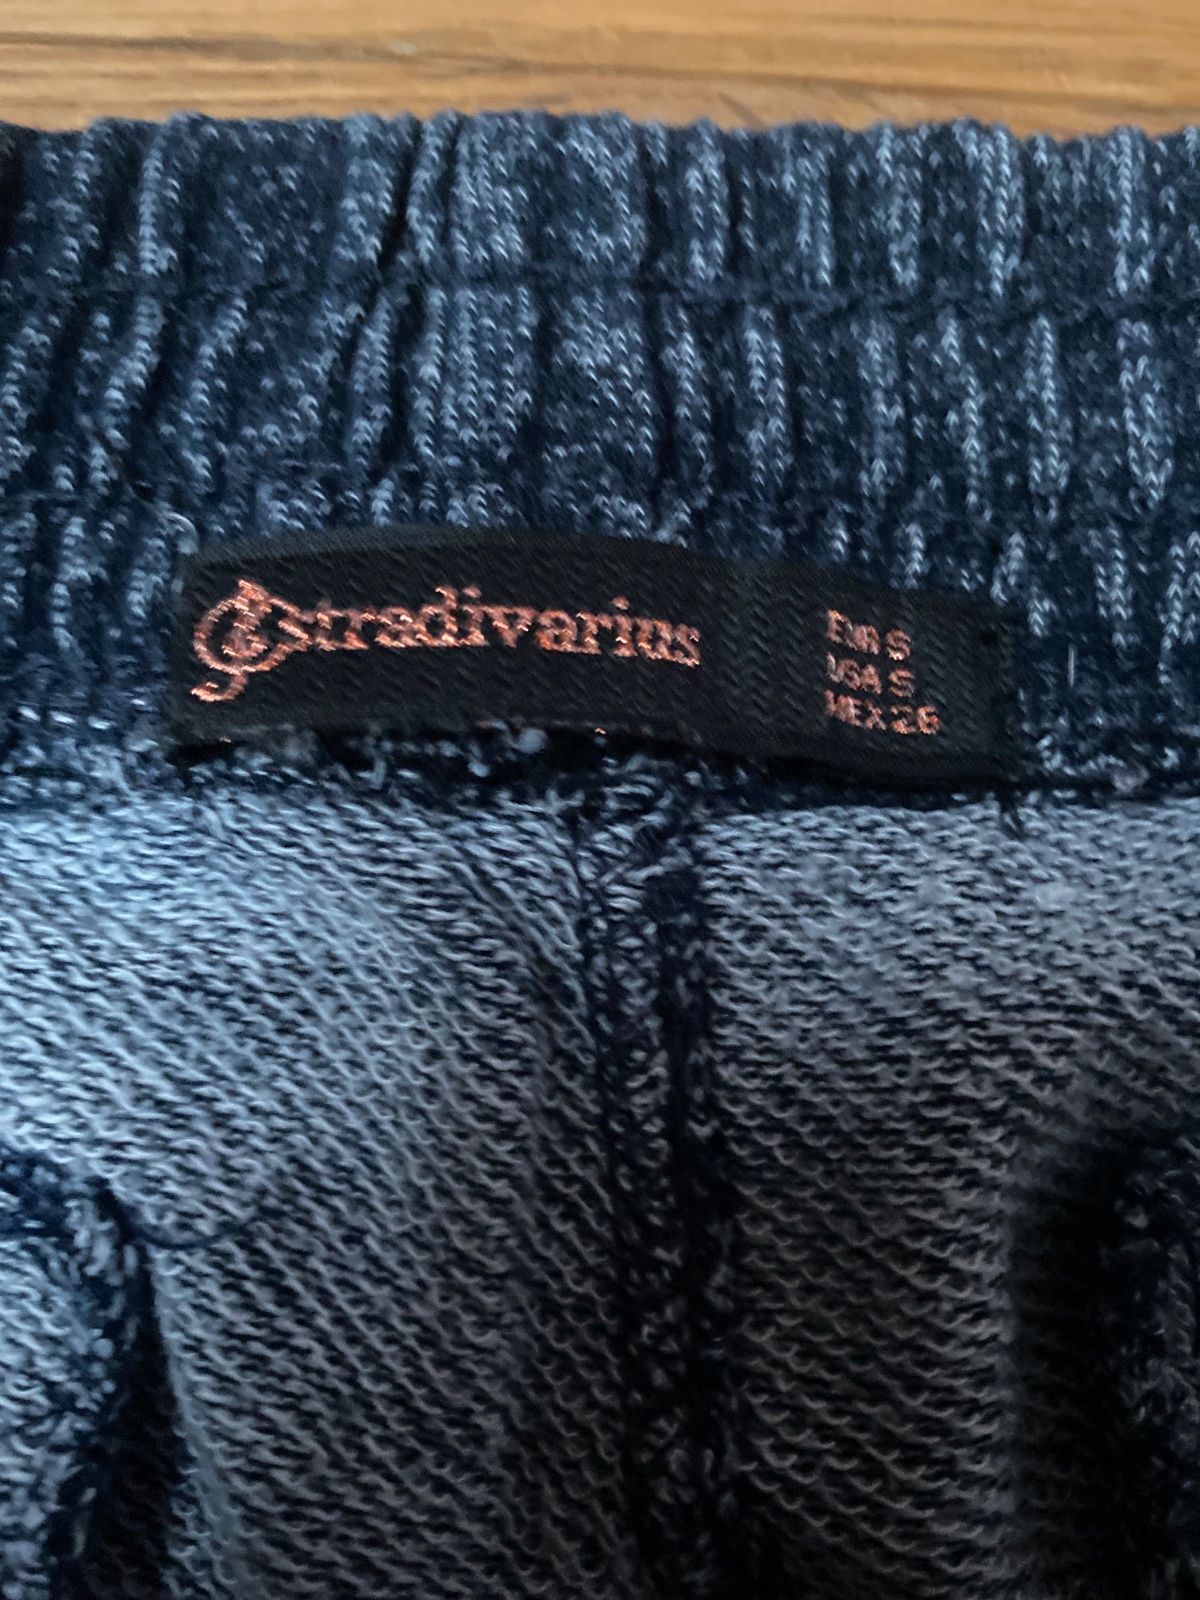 Stradivarius
EUR S
USA S
MEX 26